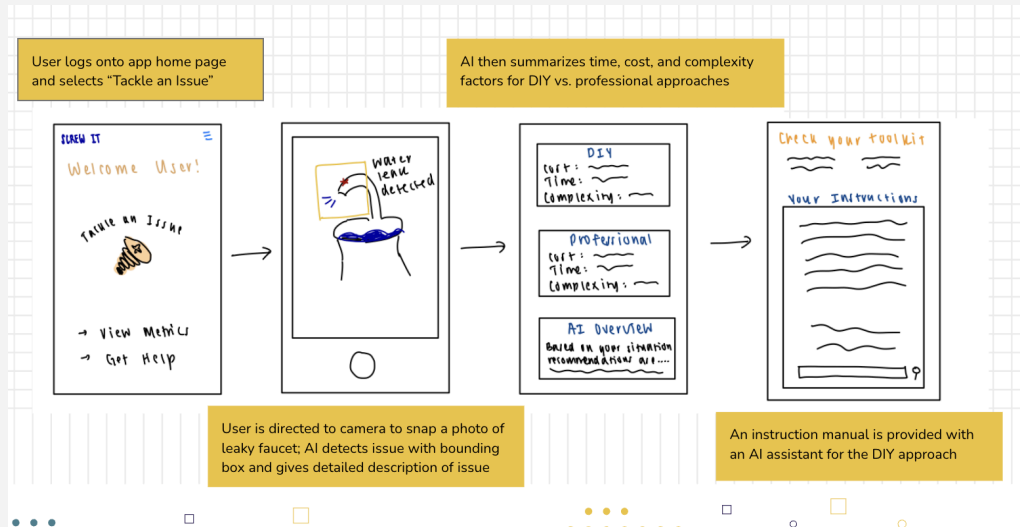 User logs onto app home page
and selects “Tackle an Issue”
AI then summarizes time, cost, and complexity
factors for DIY vs. professional approaches
SCREW IT
Welcome User!
Tackle an Issue
→ View Metrics
→ Get Help
water
leak
detected
DIY
Cost:
Time:
Complexity:
Professional
Cost:
Time:
Complexity:
AI Overview
Based on your situation
recommendations are....
Check your toolkit
Your Instructions
User is directed to camera to snap a photo of
leaky faucet; AI detects issue with bounding
box and gives detailed description of issue
An instruction manual is provided with
an AI assistant for the DIY approach